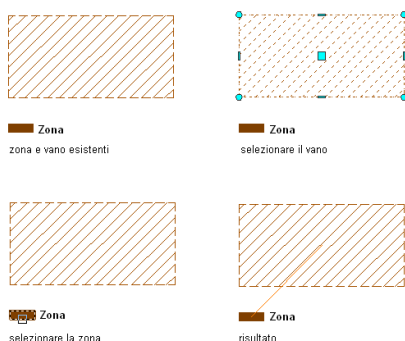 Zona
zona e vano esistenti
Zona
selezionare il vano
Zona
selezionare la zona
Zona
risultato